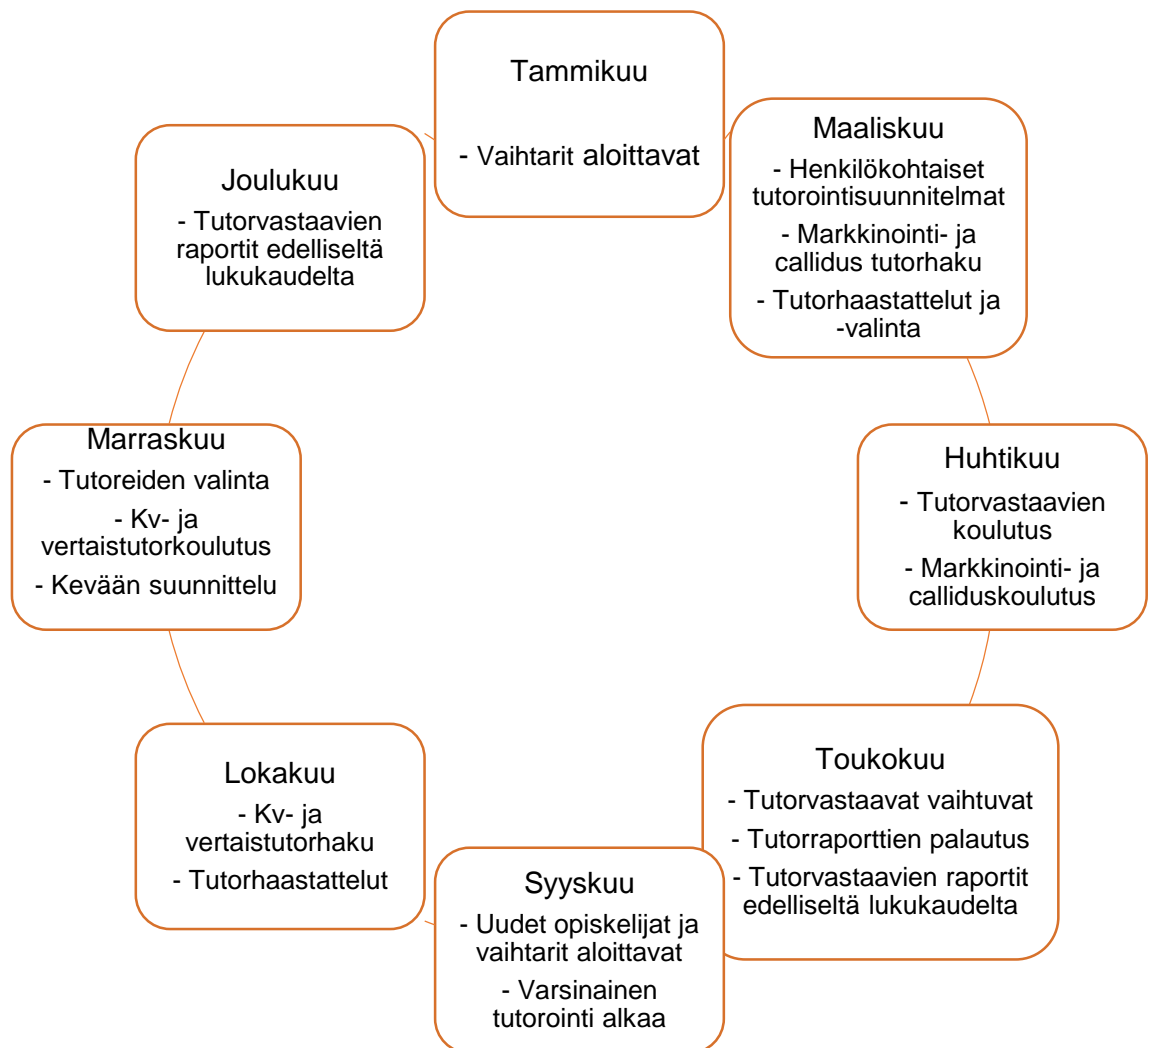 Tammikuu
- Vaihtarit aloittavat
Maaliskuu
- Henkilökohtaiset
tutorointisuunnitelmat
- Markkinointi- ja
callidus tutorhaku
- Tutorhaastattelut ja
-valinta
Huhtikuu
- Tutorvastaavien
koulutus
- Markkinointi- ja
calliduskoulutus
Toukokuu
- Tutorvastaavat vaihtuvat
- Tutorraporttien palautus
- Tutorvastaavien raportit
edelliseltä lukukaudelta
Syyskuu
- Uudet opiskelijat ja
vaihtarit aloittavat
- Varsinainen
tutorointi alkaa
Lokakuu
- Kv- ja
vertaistutorhaku
- Tutorhaastattelut
Marraskuu
- Tutoreiden valinta
- Kv- ja
vertaistutorkoulutus
- Kevään suunnittelu
Joulukuu
- Tutorvastaavien
raportit edelliseltä
lukukaudelta